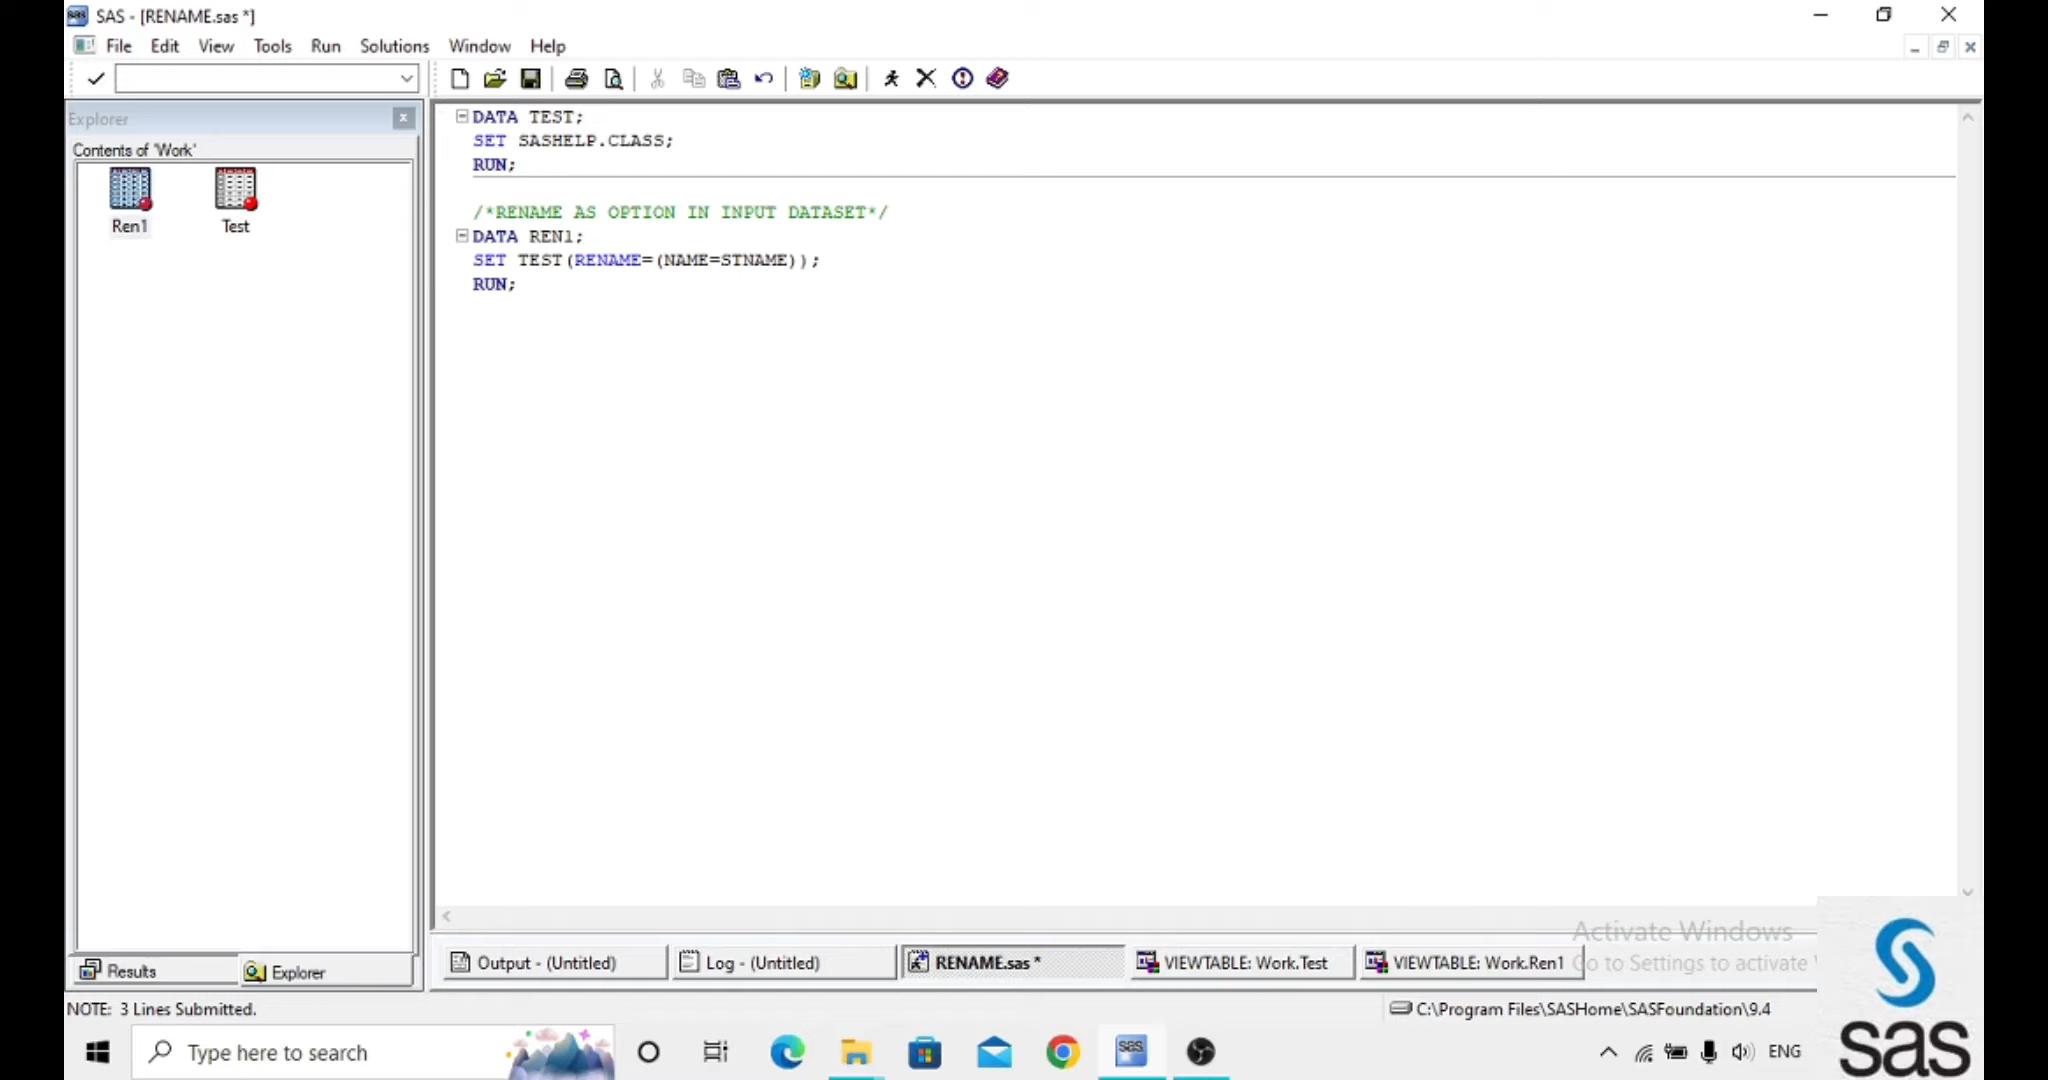 SAS - [RENAME.sas *]
File Edit View Tools Run Solutions Window Help
Explorer
Contents of 'Work'
Ren1 Test
DATA TEST;
SET SASHELP.CLASS;
RUN;
/*RENAME AS OPTION IN INPUT DATASET*/
DATA REN1;
SET TEST(RENAME=(NAME=STNAME));
RUN;
Activate Windows
Go to Settings to activate
Results Explorer
Output - (Untitled) Log - (Untitled) RENAME.sas * VIEWTABLE: Work.Test VIEWTABLE: Work.Ren1
NOTE: 3 Lines Submitted.
C:\Program Files\SASHome\SASFoundation\9.4
Type here to search
SAS
ENG
sas